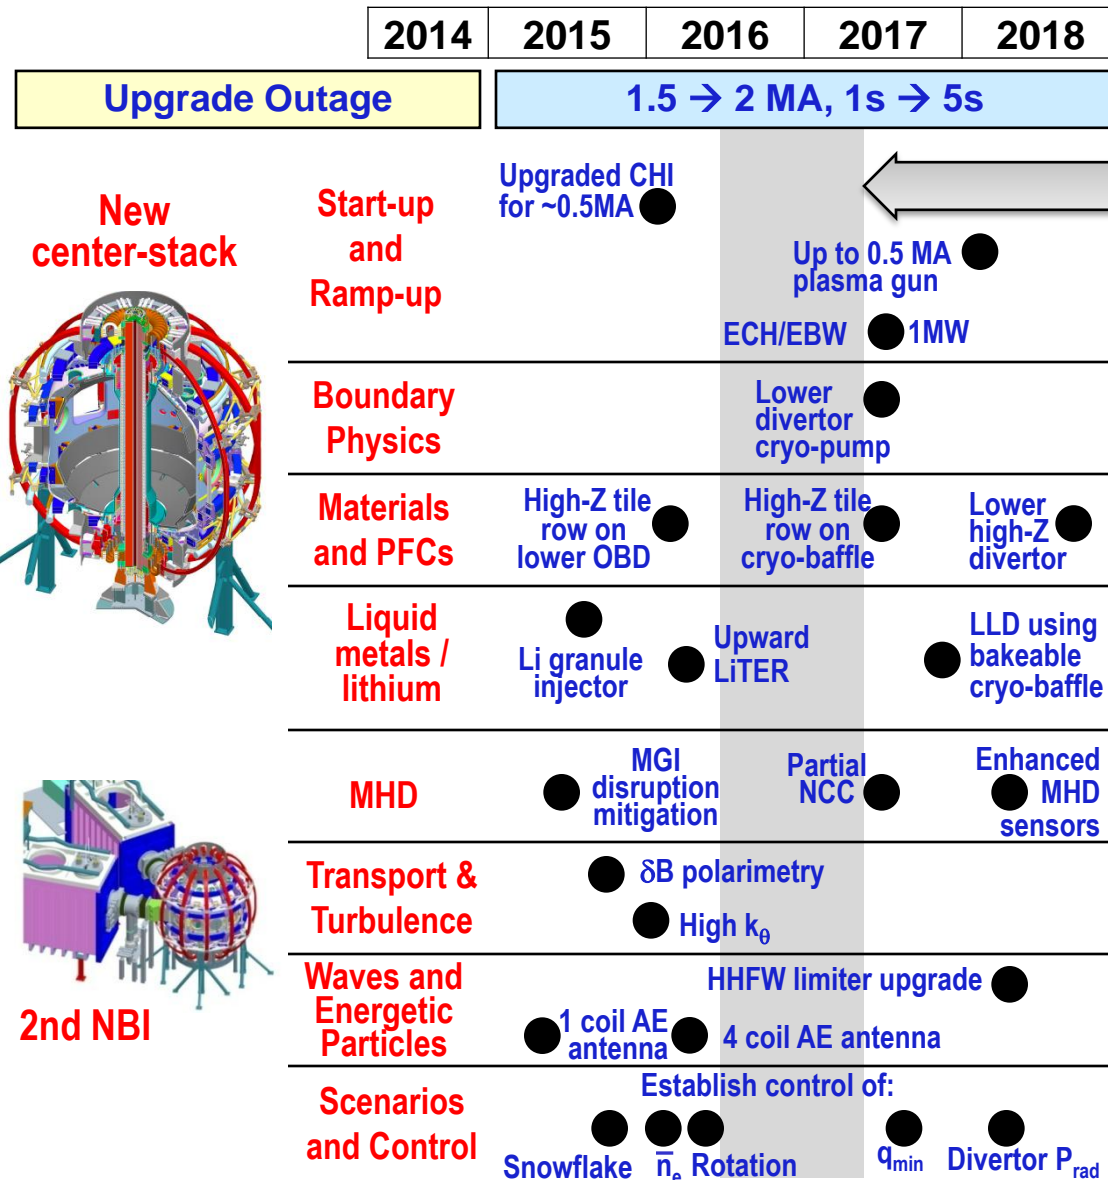 2014 2015 2016 2017 2018
Upgrade Outage
1.5 → 2 MA, 1s → 5s
New
center-stack
2nd NBI
Start-up
and
Ramp-up
Upgraded CHI
for ~0.5MA
Up to 0.5 MA
plasma gun
ECH/EBW 1MW
Boundary
Physics
Lower
divertor
cryo-pump
Materials
and PFCs
High-Z tile
row on
lower OBD
High-Z tile
row on
cryo-baffle
Lower
high-Z
divertor
Liquid
metals /
lithium
Li granule
injector
Upward
LiTER
LLD using
bakeable
cryo-baffle
MHD
MGI
disruption
mitigation
Partial
NCC
Enhanced
MHD
sensors
Transport &
Turbulence
δB polarimetry
High kθ
Waves and
Energetic
Particles
HHFW limiter upgrade
1 coil AE
antenna
4 coil AE antenna
Scenarios
and Control
Establish control of:
Snowflake n̅e Rotation qmin Divertor Prad